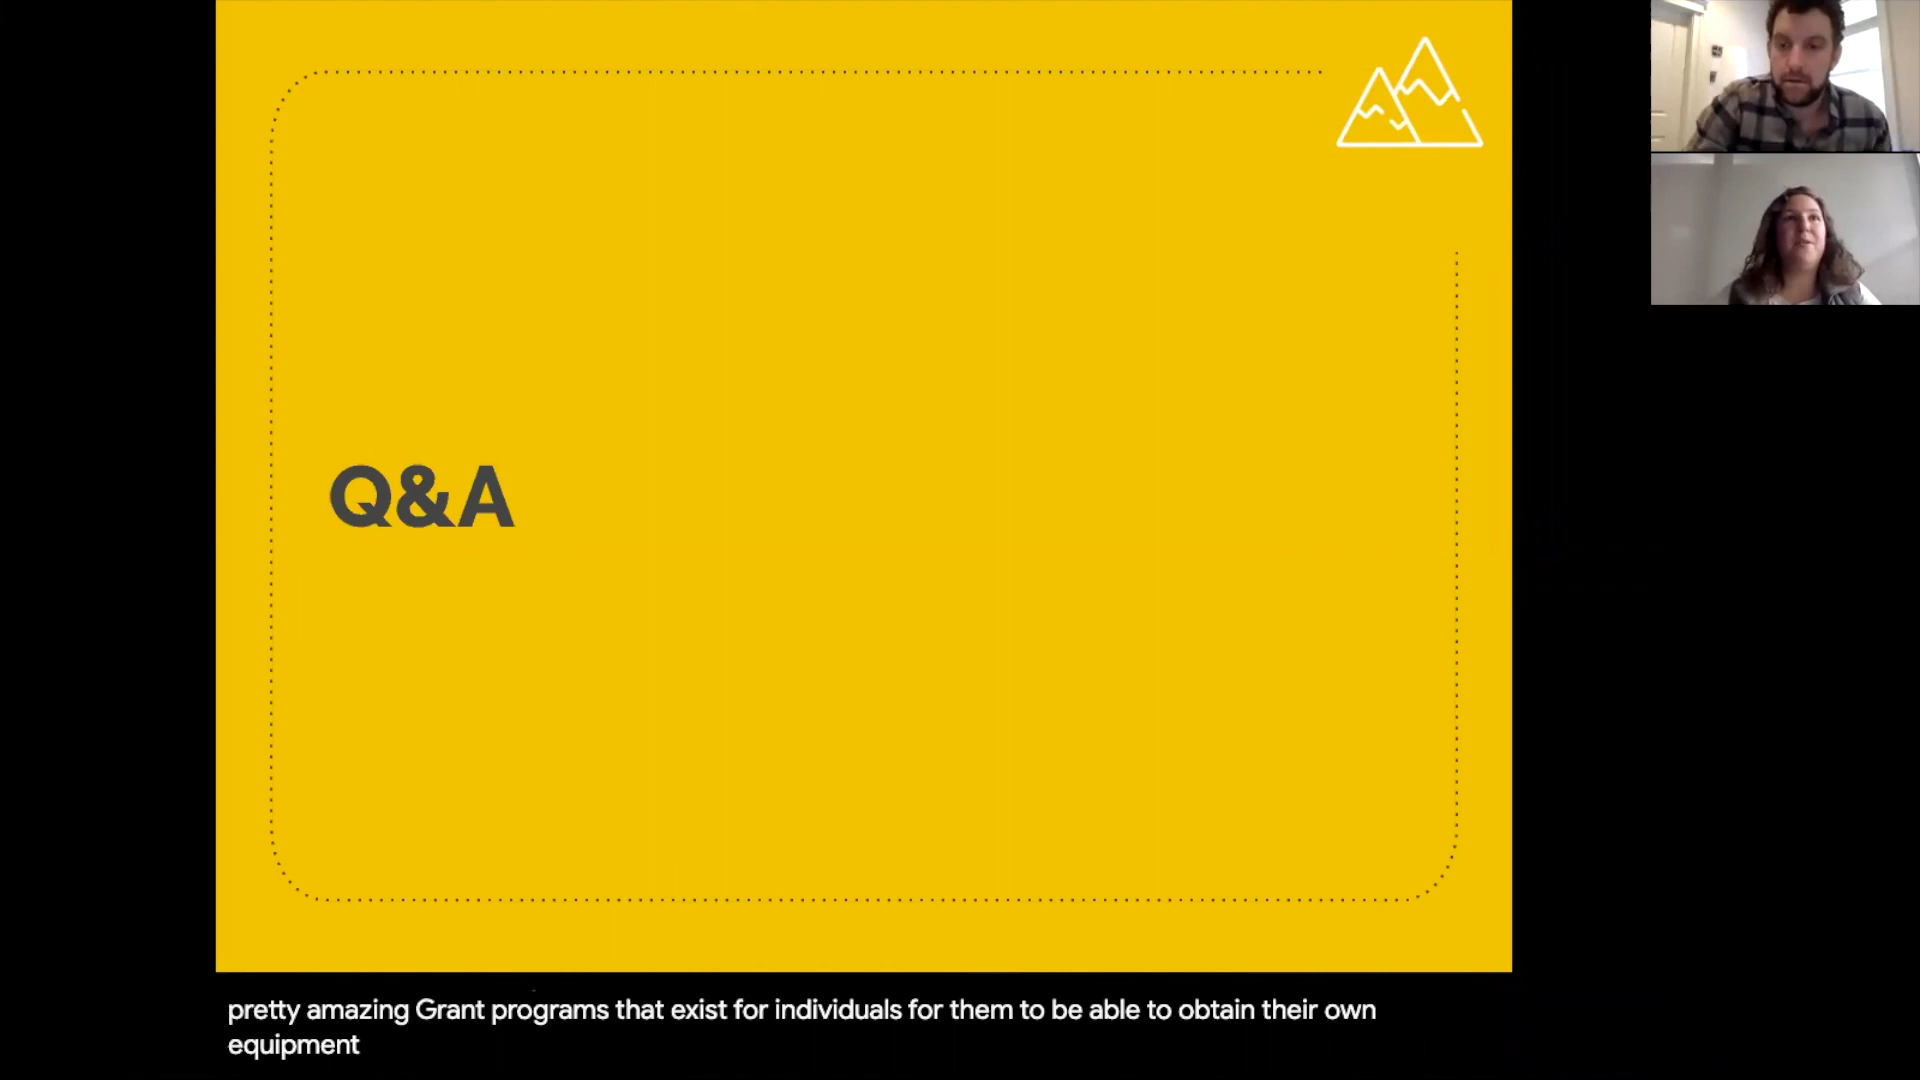 Q&A
pretty amazing Grant programs that exist for individuals for them to be able to obtain their own
equipment